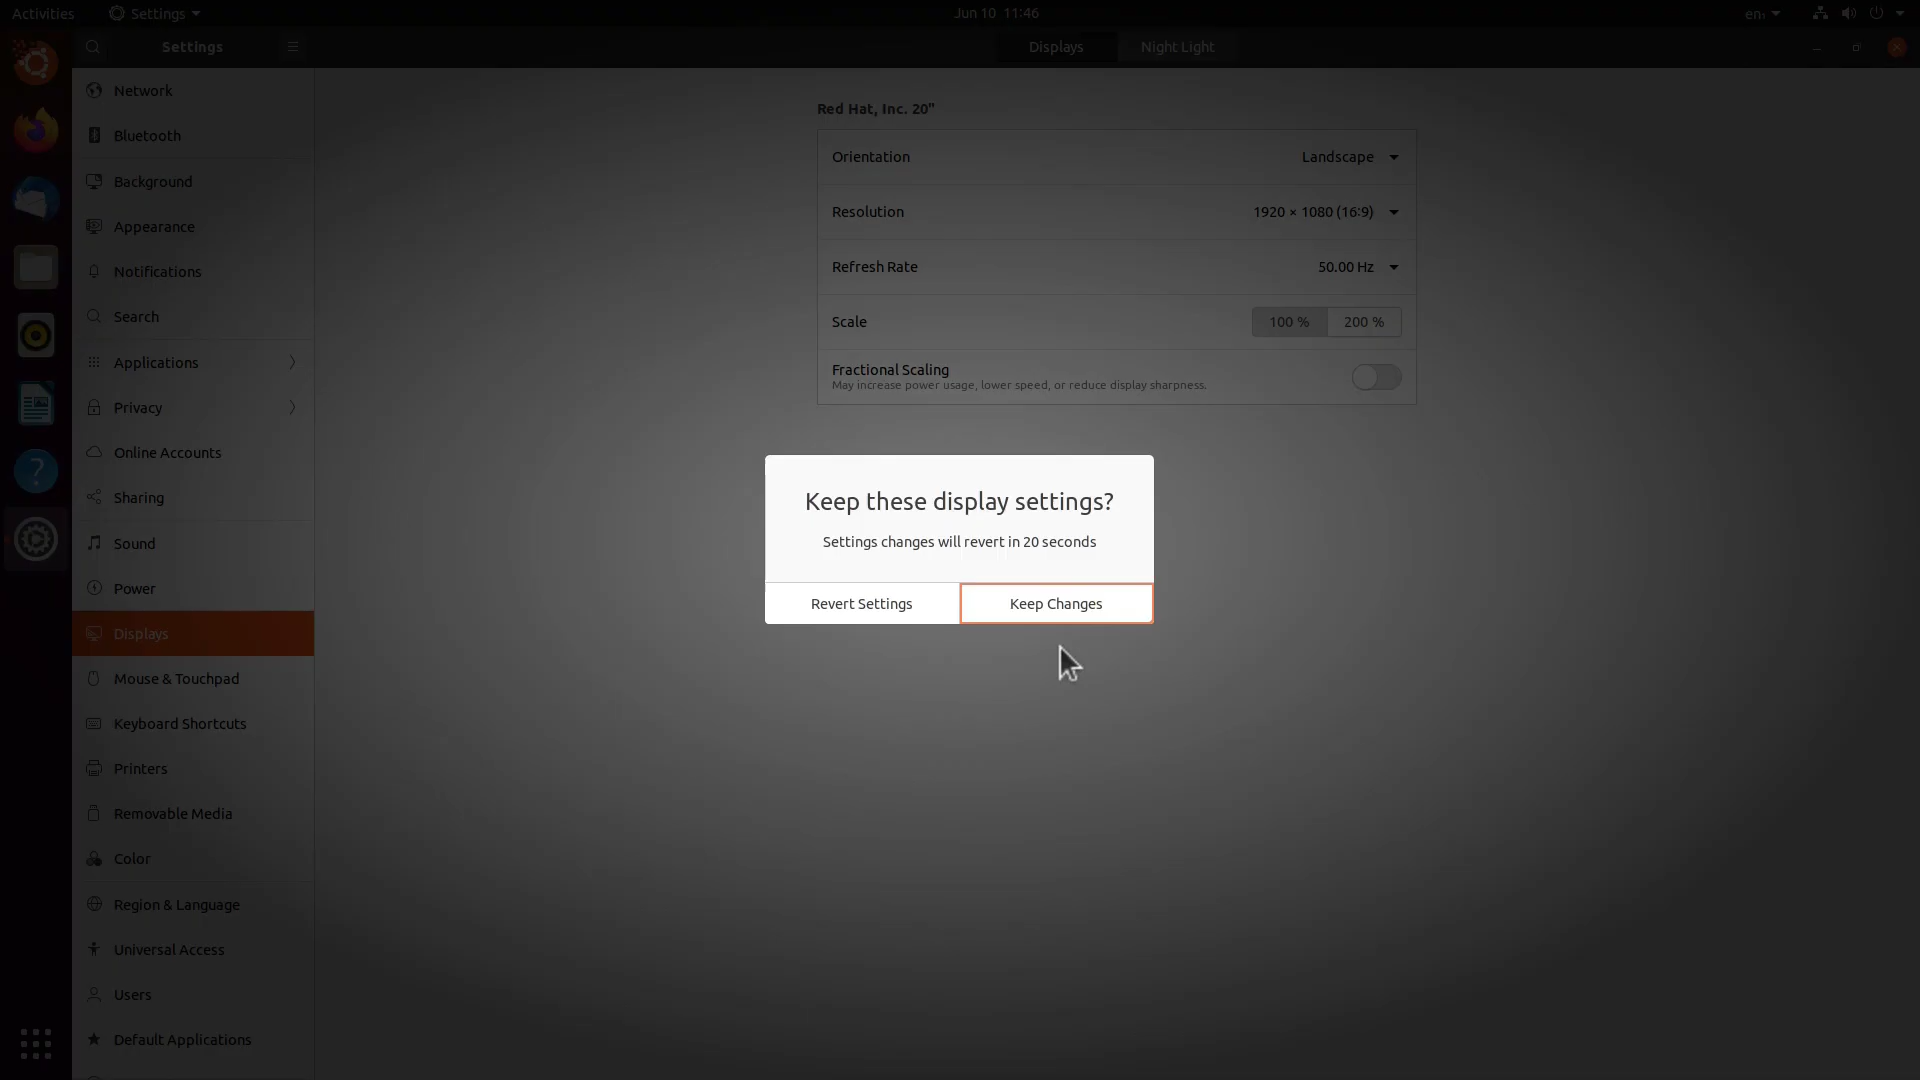 Activities
Settings
Jun 10 11:46
en₁
Settings
Displays
Night Light
Network
Bluetooth
Background
Appearance
Notifications
Search
Applications
Privacy
Online Accounts
Sharing
Sound
Power
Displays
Mouse & Touchpad
Keyboard Shortcuts
Printers
Removable Media
Color
Region & Language
Universal Access
Users
Default Applications
Red Hat, Inc. 20"
Orientation
Landscape
Resolution
1920 × 1080 (16:9)
Refresh Rate
50.00 Hz
Scale
100 %
200 %
Fractional Scaling
May increase power usage, lower speed, or reduce display sharpness.
Keep these display settings?
Settings changes will revert in 20 seconds
Revert Settings
Keep Changes